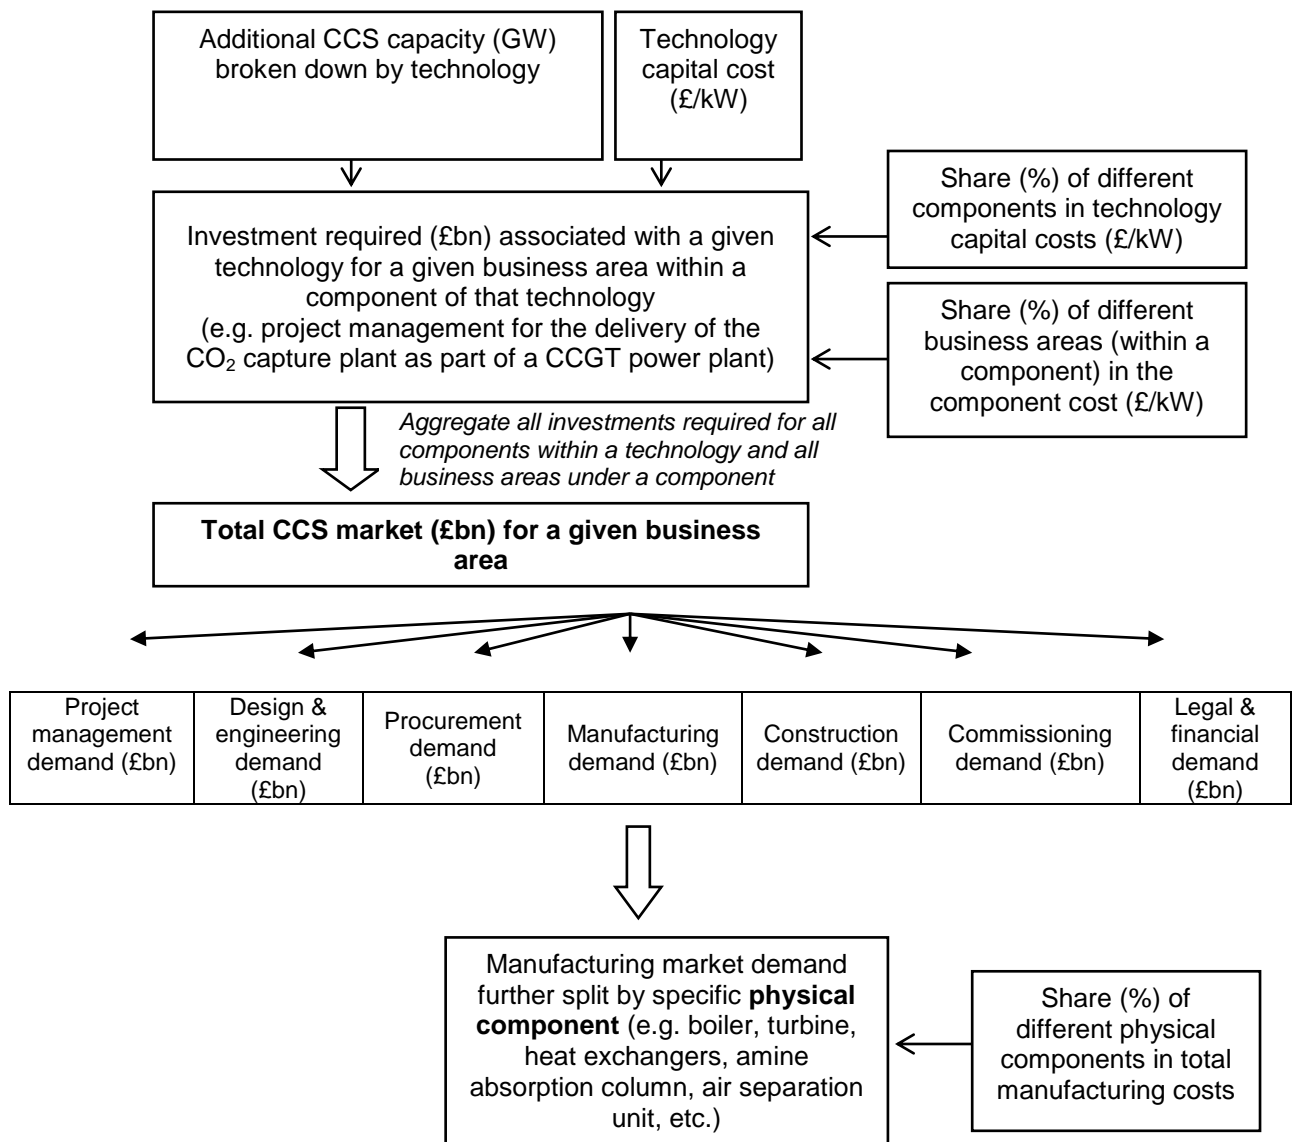 Additional CCS capacity (GW)
broken down by technology
Technology
capital cost
(£/kW)
Share (%) of different
components in technology
capital costs (£/kW)
Investment required (£bn) associated with a given
technology for a given business area within a
component of that technology
(e.g. project management for the delivery of the
CO₂ capture plant as part of a CCGT power plant)
Share (%) of different
business areas (within a
component) in the
component cost (£/kW)
Aggregate all investments required for all
components within a technology and all
business areas under a component
Total CCS market (£bn) for a given business
area
Project
management
demand (£bn)
Design &
engineering
demand
(£bn)
Procurement
demand
(£bn)
Manufacturing
demand (£bn)
Construction
demand (£bn)
Commissioning
demand (£bn)
Legal &
financial
demand
(£bn)
Manufacturing market demand
further split by specific physical
component (e.g. boiler, turbine,
heat exchangers, amine
absorption column, air separation
unit, etc.)
Share (%) of
different physical
components in total
manufacturing costs